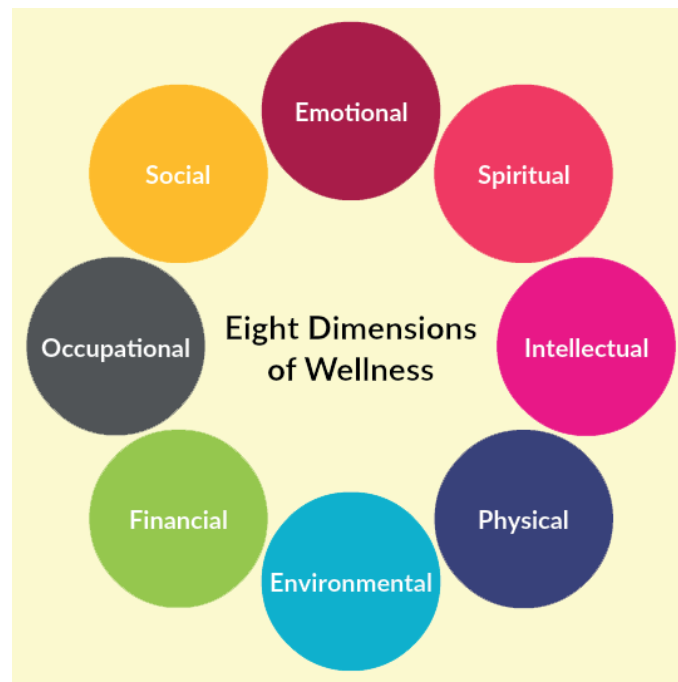 Emotional
Social
Spiritual
Eight Dimensions
of Wellness
Occupational
Intellectual
Financial
Physical
Environmental